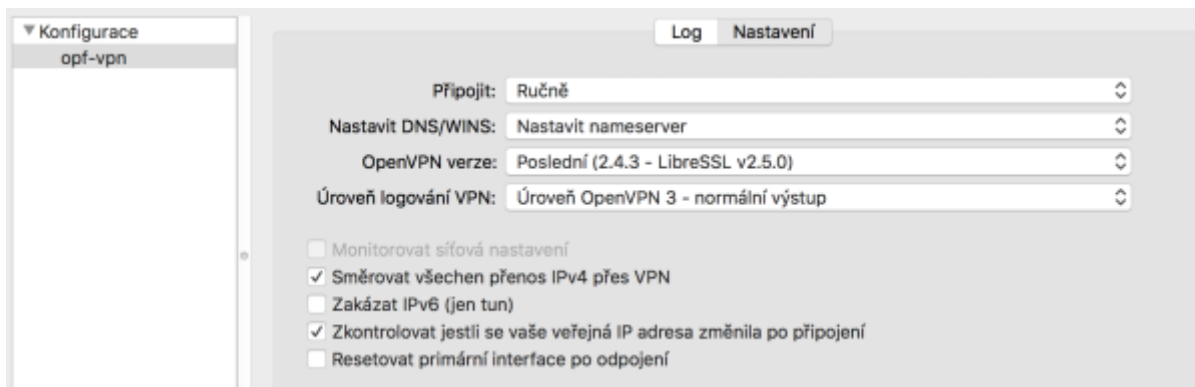 Konfigurace
opf-vpn
Log Nastavení
Připojit: Ručně
Nastavit DNS/WINS: Nastavit nameserver
OpenVPN verze: Poslední (2.4.3 - LibreSSL v2.5.0)
Úroveň logování VPN: Úroveň OpenVPN 3 - normální výstup
Monitorovat síťová nastavení
Směrovat všechen přenos IPv4 přes VPN
Zakázat IPv6 (jen tun)
Zkontrolovat jestli se vaše veřejná IP adresa změnila po připojení
Resetovat primární interface po odpojení